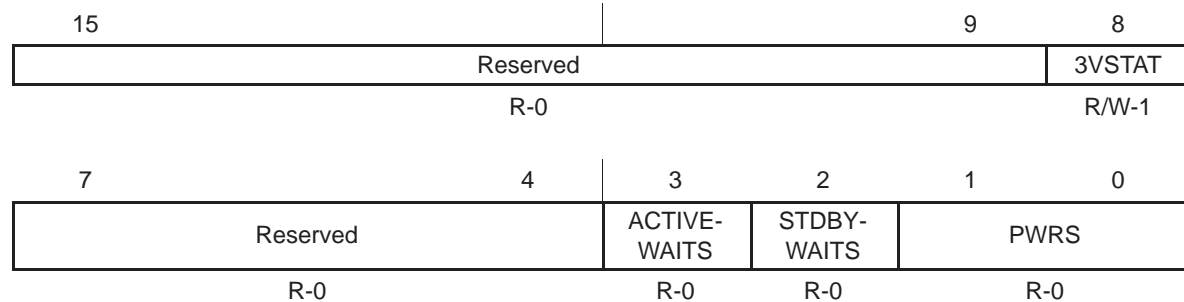 15 9 8
Reserved 3VSTAT
R-0 R/W-1
7 4 3 2 1 0
Reserved ACTIVE-WAITS STDBY-WAITS PWRS
R-0 R-0 R-0 R-0